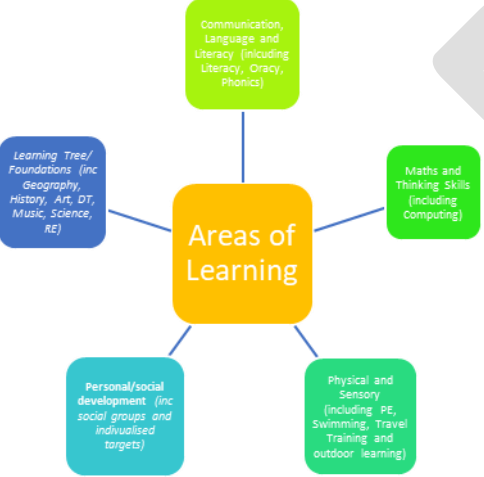 Communication,
Language and
Literacy (inlcuding
Literacy, Oracy,
Phonics)
Learning Tree/
Foundations (inc
Geography,
History, Art, DT,
Music, Science,
RE)
Maths and
Thinking Skills
(including
Computing)
Areas of
Learning
Personal/social
development (inc
social groups and
indivualised
targets)
Physical and
Sensory
(including PE,
Swimming, Travel
Training and
outdoor learning)